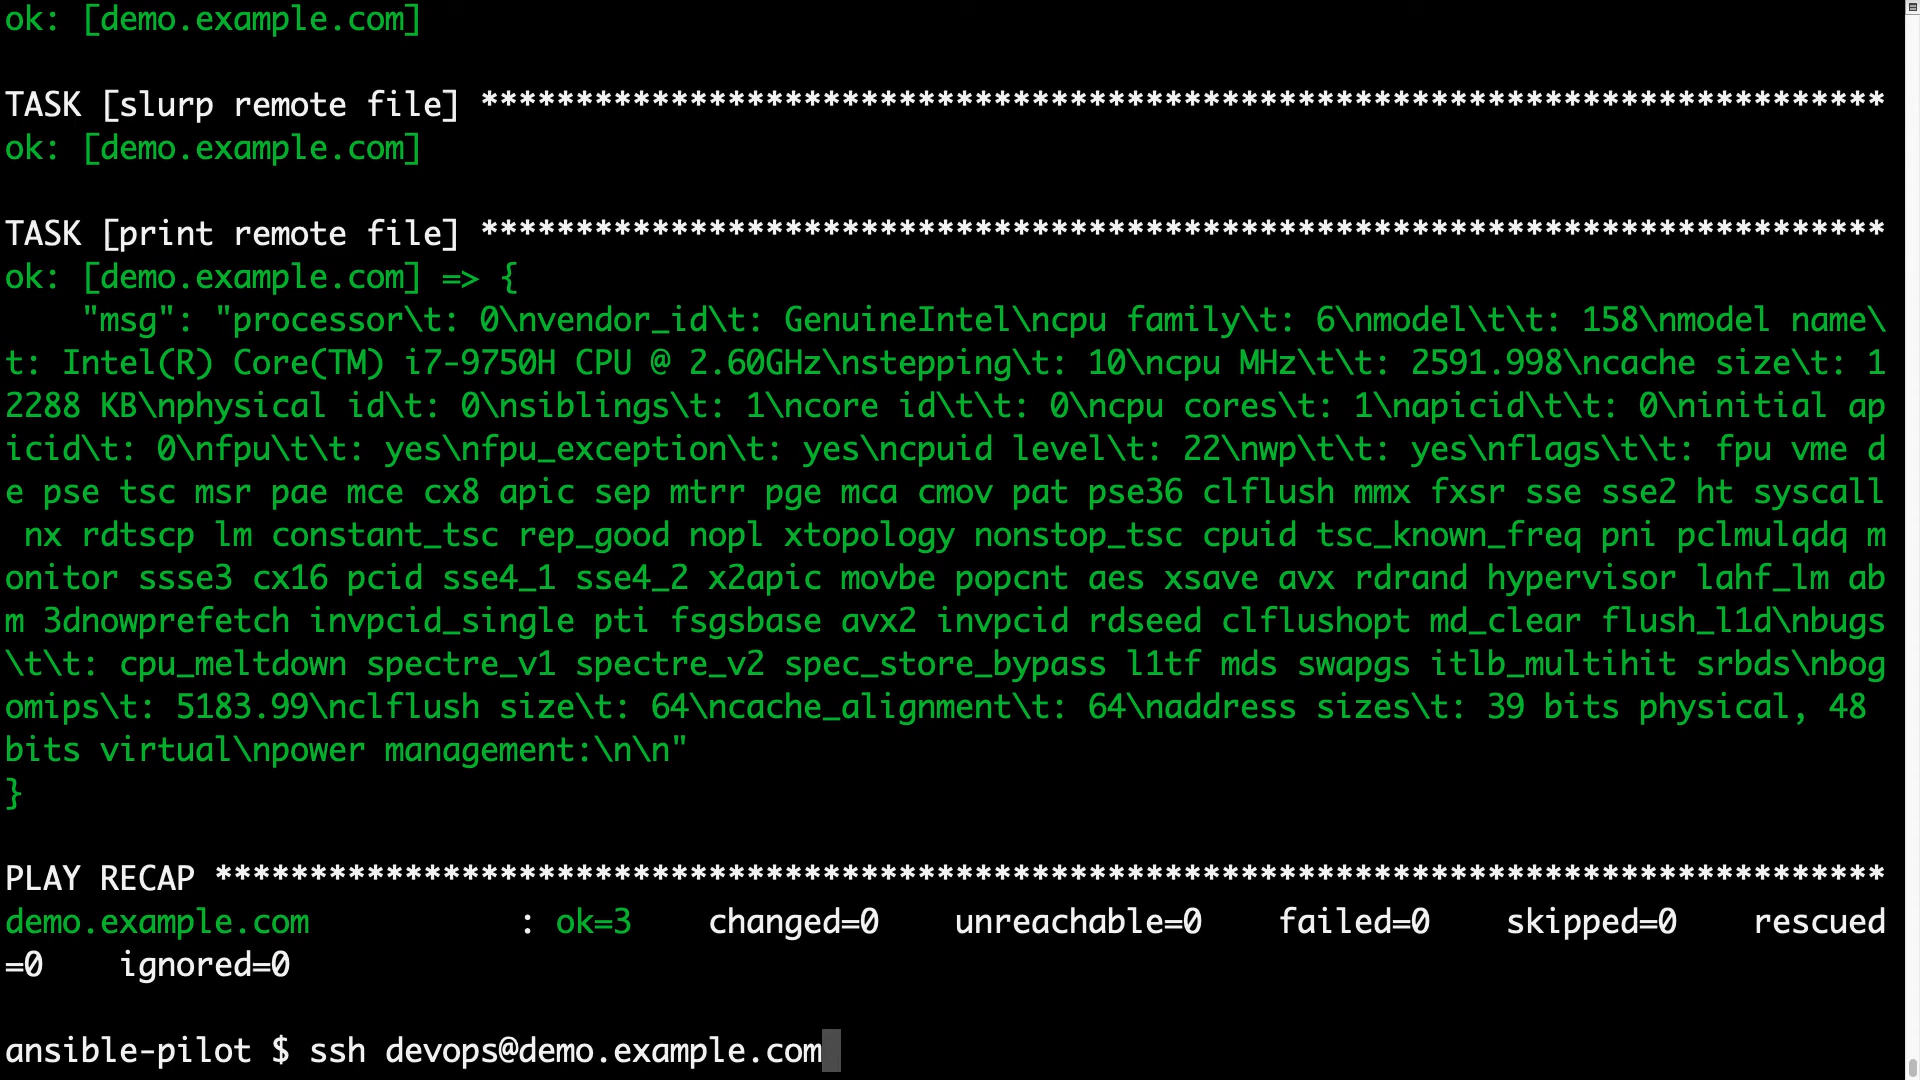 ok: [demo.example.com]
TASK [slurp remote file] **************************************************************************
ok: [demo.example.com]
TASK [print remote file] **************************************************************************
ok: [demo.example.com] => {
    "msg": "processor\t: 0\nvendor_id\t: GenuineIntel\ncpu family\t: 6\nmodel\t\t: 158\nmodel name\
t: Intel(R) Core(TM) i7-9750H CPU @ 2.60GHz\nstepping\t: 10\ncpu MHz\t\t: 2591.998\ncache size\t: 1
2288 KB\nphysical id\t: 0\nsiblings\t: 1\ncore id\t\t: 0\ncpu cores\t: 1\napicid\t\t: 0\ninitial ap
icid\t: 0\nfpu\t\t: yes\nfpu_exception\t: yes\ncpuid level\t: 22\nwp\t\t: yes\nflags\t\t: fpu vme d
e pse tsc msr pae mce cx8 apic sep mtrr pge mca cmov pat pse36 clflush mmx fxsr sse sse2 ht syscall
 nx rdtscp lm constant_tsc rep_good nopl xtopology nonstop_tsc cpuid tsc_known_freq pni pclmulqdq m
onitor ssse3 cx16 pcid sse4_1 sse4_2 x2apic movbe popcnt aes xsave avx rdrand hypervisor lahf_lm ab
m 3dnowprefetch invpcid_single pti fsgsbase avx2 invpcid rdseed clflushopt md_clear flush_l1d\nbugs
\t\t: cpu_meltdown spectre_v1 spectre_v2 spec_store_bypass l1tf mds swapgs itlb_multihit srbds\nbog
omips\t: 5183.99\nclflush size\t: 64\ncache_alignment\t: 64\naddress sizes\t: 39 bits physical, 48 
bits virtual\npower management:\n\n"
}
PLAY RECAP ****************************************************************************************
demo.example.com           : ok=3    changed=0    unreachable=0    failed=0    skipped=0    rescued
=0    ignored=0
ansible-pilot $ ssh devops@demo.example.com